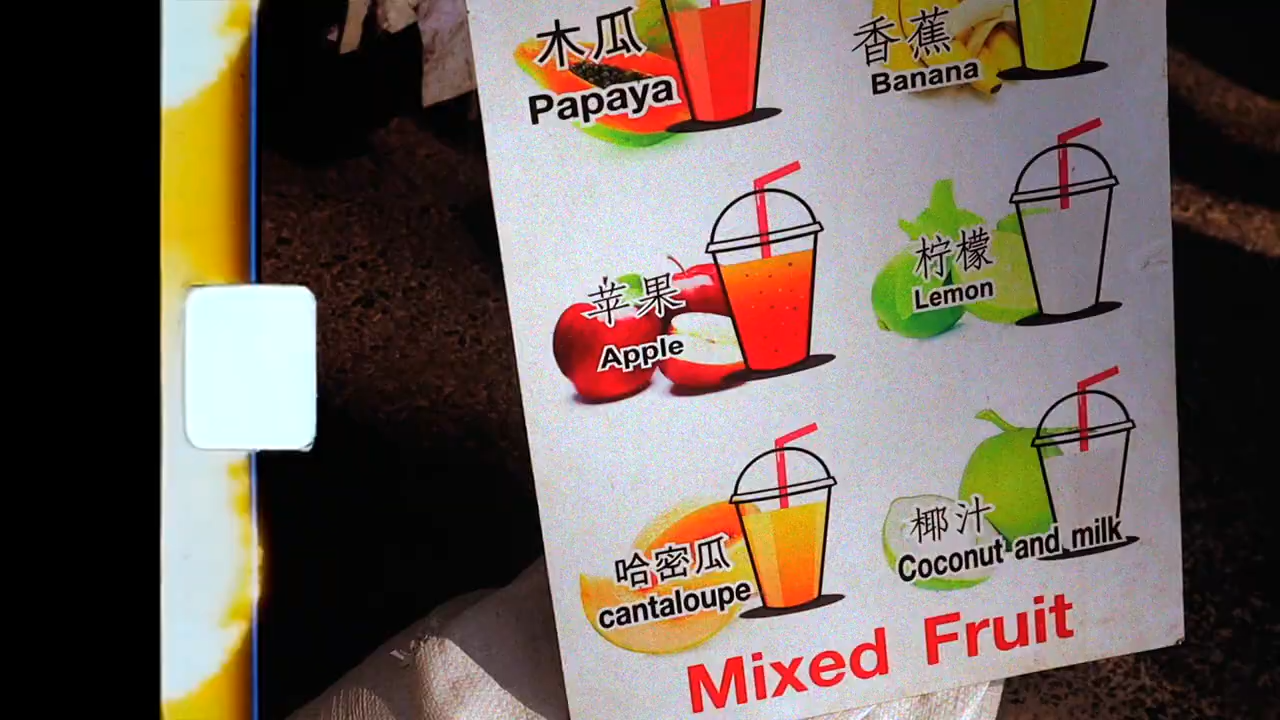 木瓜
Papaya
香蕉
Banana
苹果
Apple
柠檬
Lemon
哈密瓜
cantaloupe
椰汁
Coconut and milk
Mixed Fruit